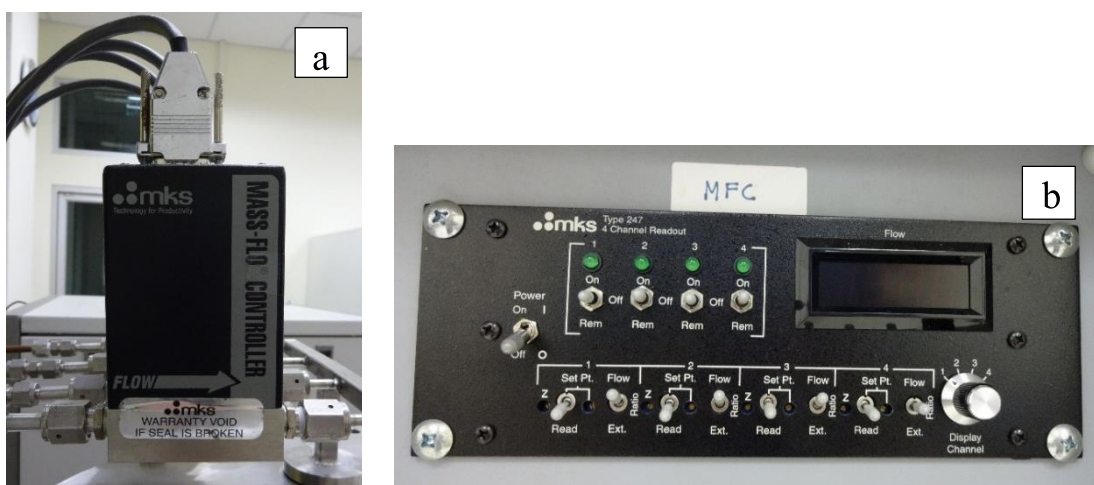 a
mks
Technology for Productivity
MASS-FLO® CONTROLLER
FLOW
mks
WARRANTY VOID
IF SEAL IS BROKEN
b
MFC
mks Type 247
4 Channel Readout
Flow
1 2 3 4
On On On On
Off Off Off
Rem Rem Rem Rem
Power
On I
Off O
1 2 3 4
Z Set Pt. Flow Z Set Pt. Flow Z Set Pt. Flow Z Set Pt. Flow
Ratio Ratio Ratio Ratio
Read Ext. Read Ext. Read Ext. Read Ext.
1 2 3 4
Display
Channel